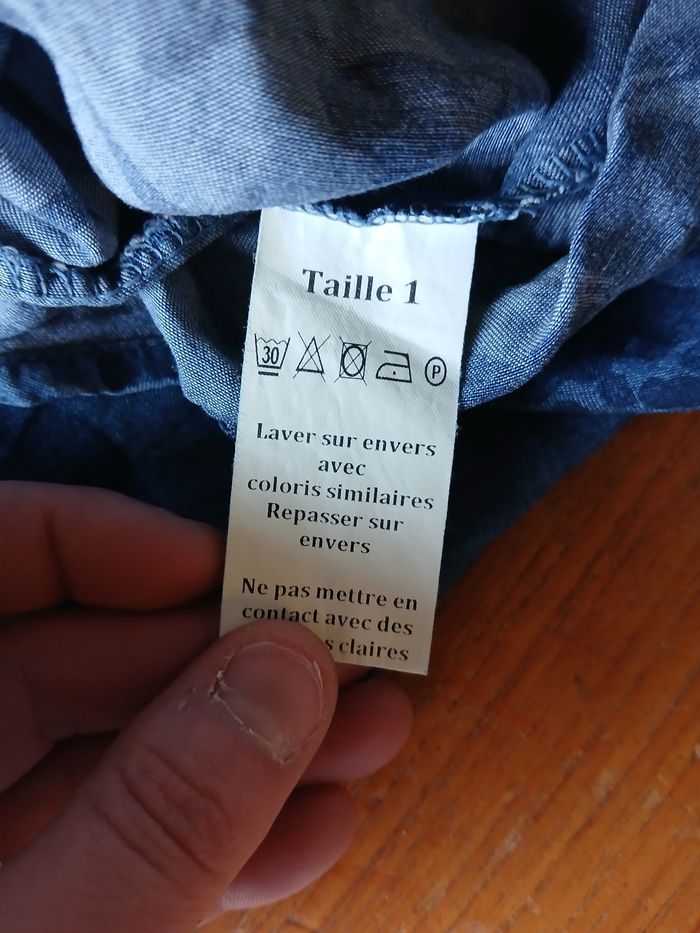 Taille 1
30 P
Laver sur envers
avec
coloris similaires
Repasser sur
envers
Ne pas mettre en
contact avec des
claires